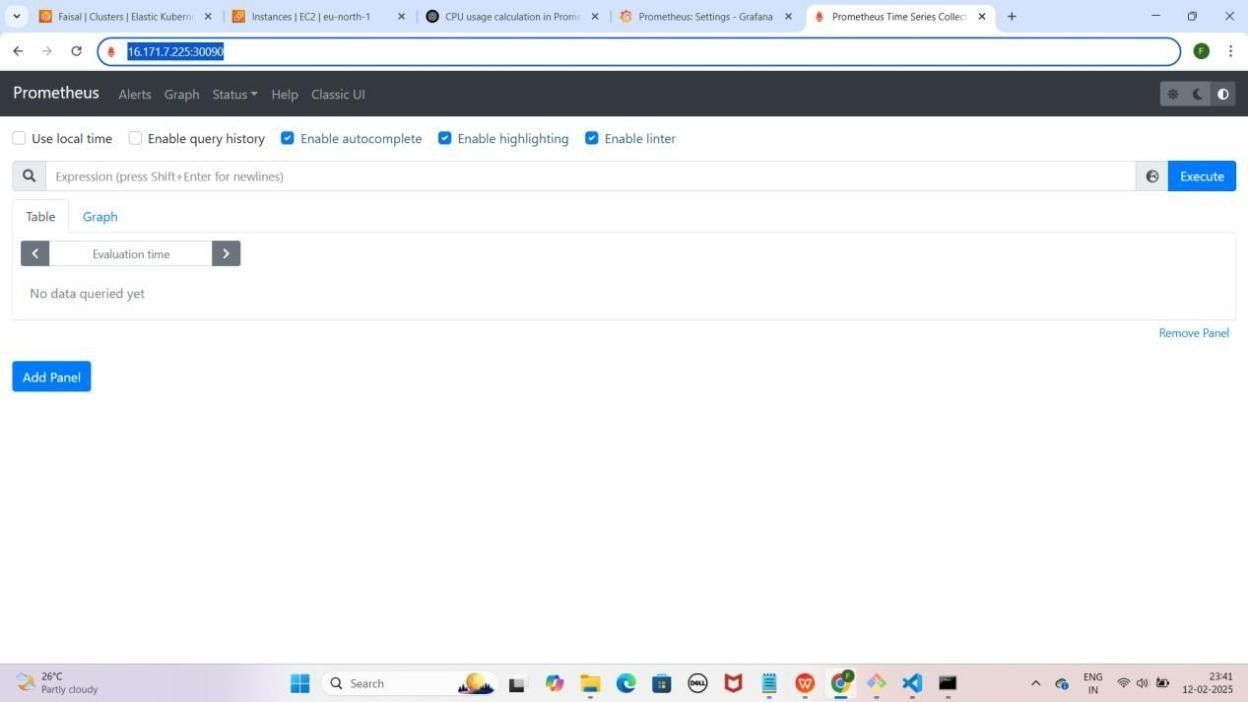 Faisal | Clusters | Elastic Kubern
Instances | EC2 | eu-north-1
CPU usage calculation in Prome
Prometheus: Settings - Grafana
Prometheus Time Series Collect
16.171.7.225:30090
F
Prometheus Alerts Graph Status Help Classic UI
Use local time Enable query history Enable autocomplete Enable highlighting Enable linter
Expression (press Shift+Enter for newlines) Execute
Table Graph
Evaluation time
No data queried yet
Remove Panel
Add Panel
26°C
Partly cloudy
Search
DELL
F
ENG
IN
23:41
12-02-2025